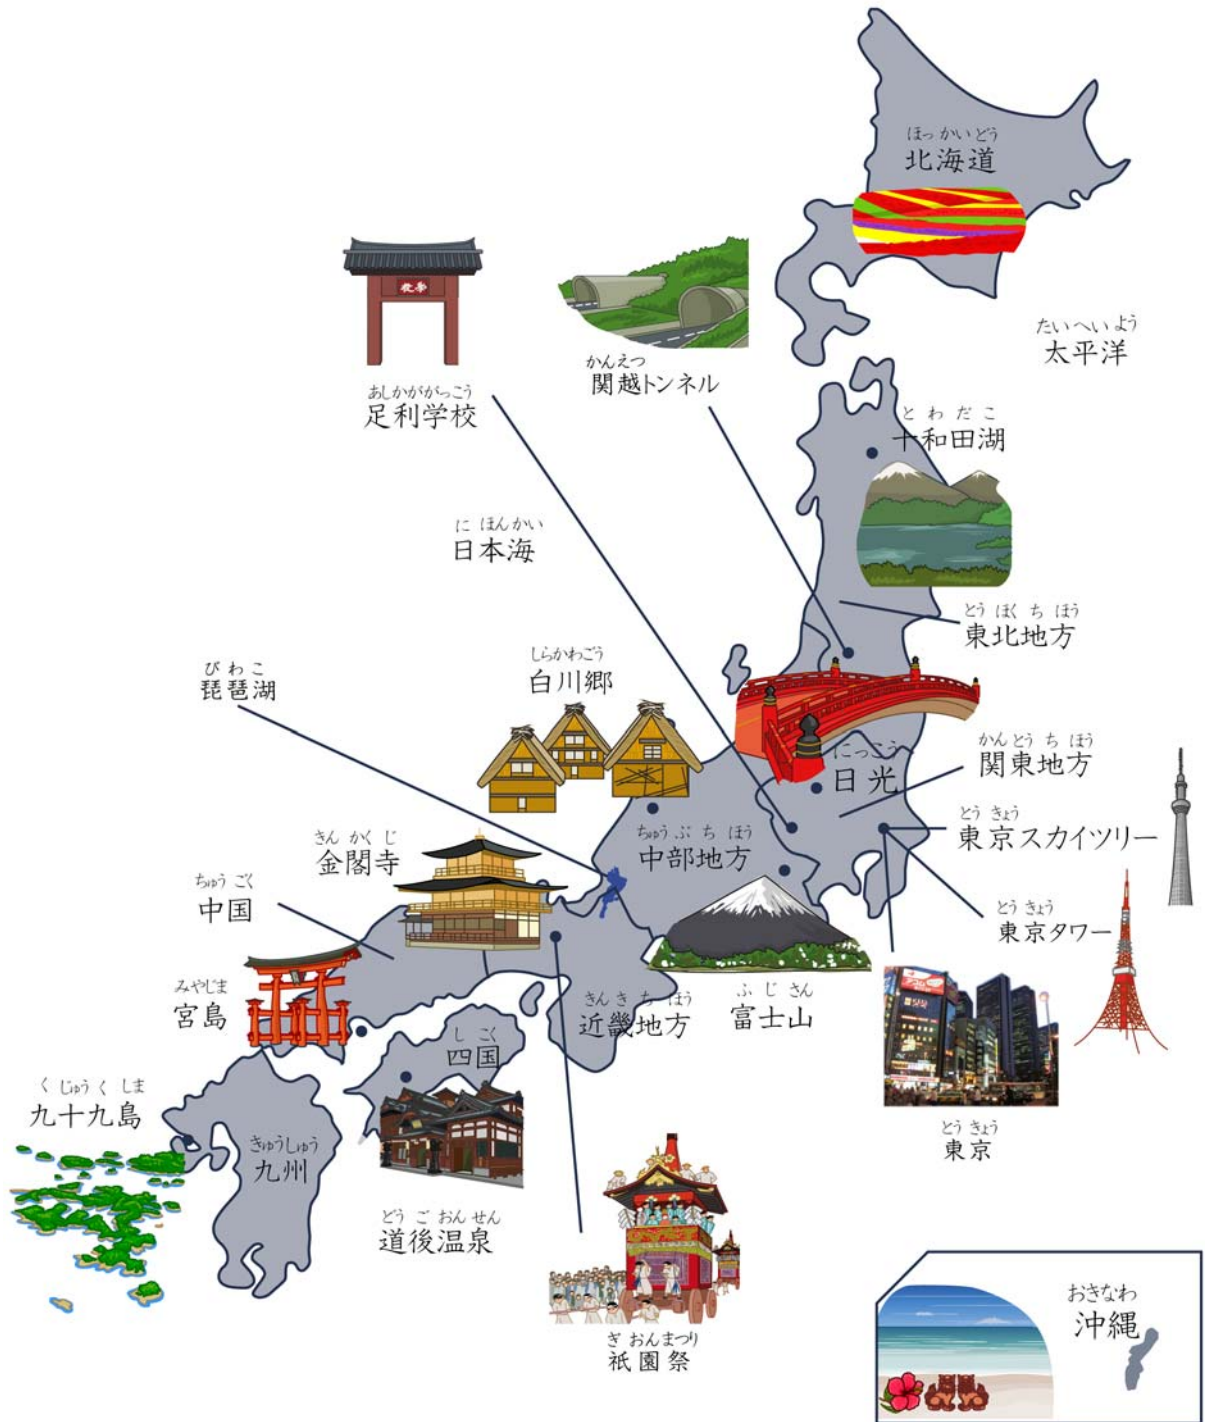 ほっかいどう
北海道
たいへいよう
太平洋
あしかががっこう
足利学校
かんえつ
関越トンネル
とわだこ
十和田湖
にほんかい
日本海
とうほくちほう
東北地方
びわこ
琵琶湖
しらかわごう
白川郷
にっこう
日光
かんとうちほう
関東地方
とうきょう
東京スカイツリー
きんかくじ
金閣寺
ちゅうぶちほう
中部地方
ちゅうごく
中国
とうきょう
東京タワー
みやじま
宮島
きんきちほう
近畿地方
ふじさん
富士山
しこく
四国
くじゅうくしま
九十九島
きゅうしゅう
九州
とうきょう
東京
どうごおんせん
道後温泉
ぎおんまつり
祇園祭
おきなわ
沖縄